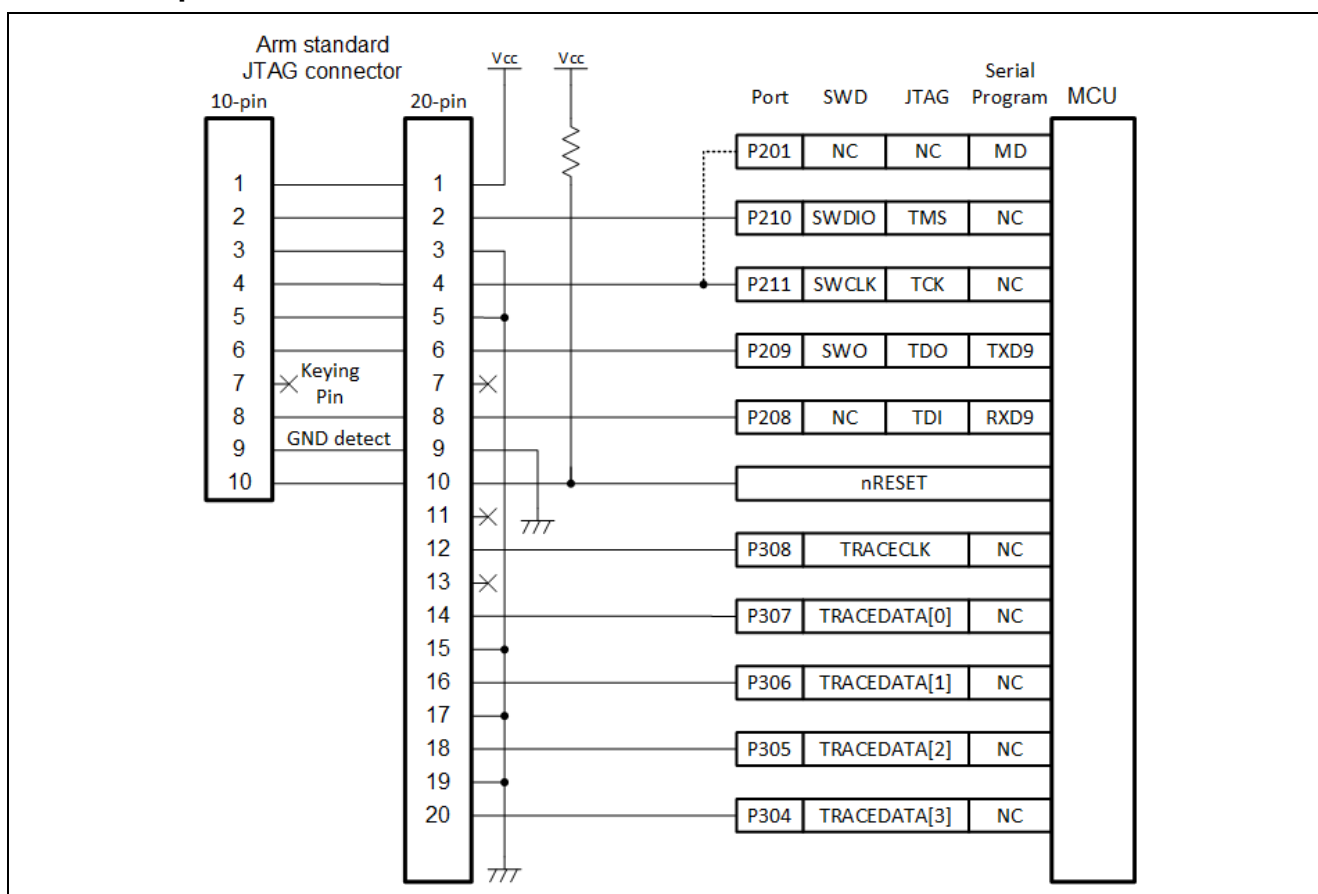 Arm standard
JTAG connector
Vcc Vcc
Serial
10-pin 20-pin Port SWD JTAG Program MCU
P201 NC NC MD
1 1
2 2 P210 SWDIO TMS NC
3 3
4 4 P211 SWCLK TCK NC
5 5
6 6 P209 SWO TDO TXD9
7 Keying 7
Pin
8 8 P208 NC TDI RXD9
9 GND detect 9
10 10 nRESET
11
12 P308 TRACECLK NC
13
14 P307 TRACEDATA[0] NC
15
16 P306 TRACEDATA[1] NC
17
18 P305 TRACEDATA[2] NC
19
20 P304 TRACEDATA[3] NC